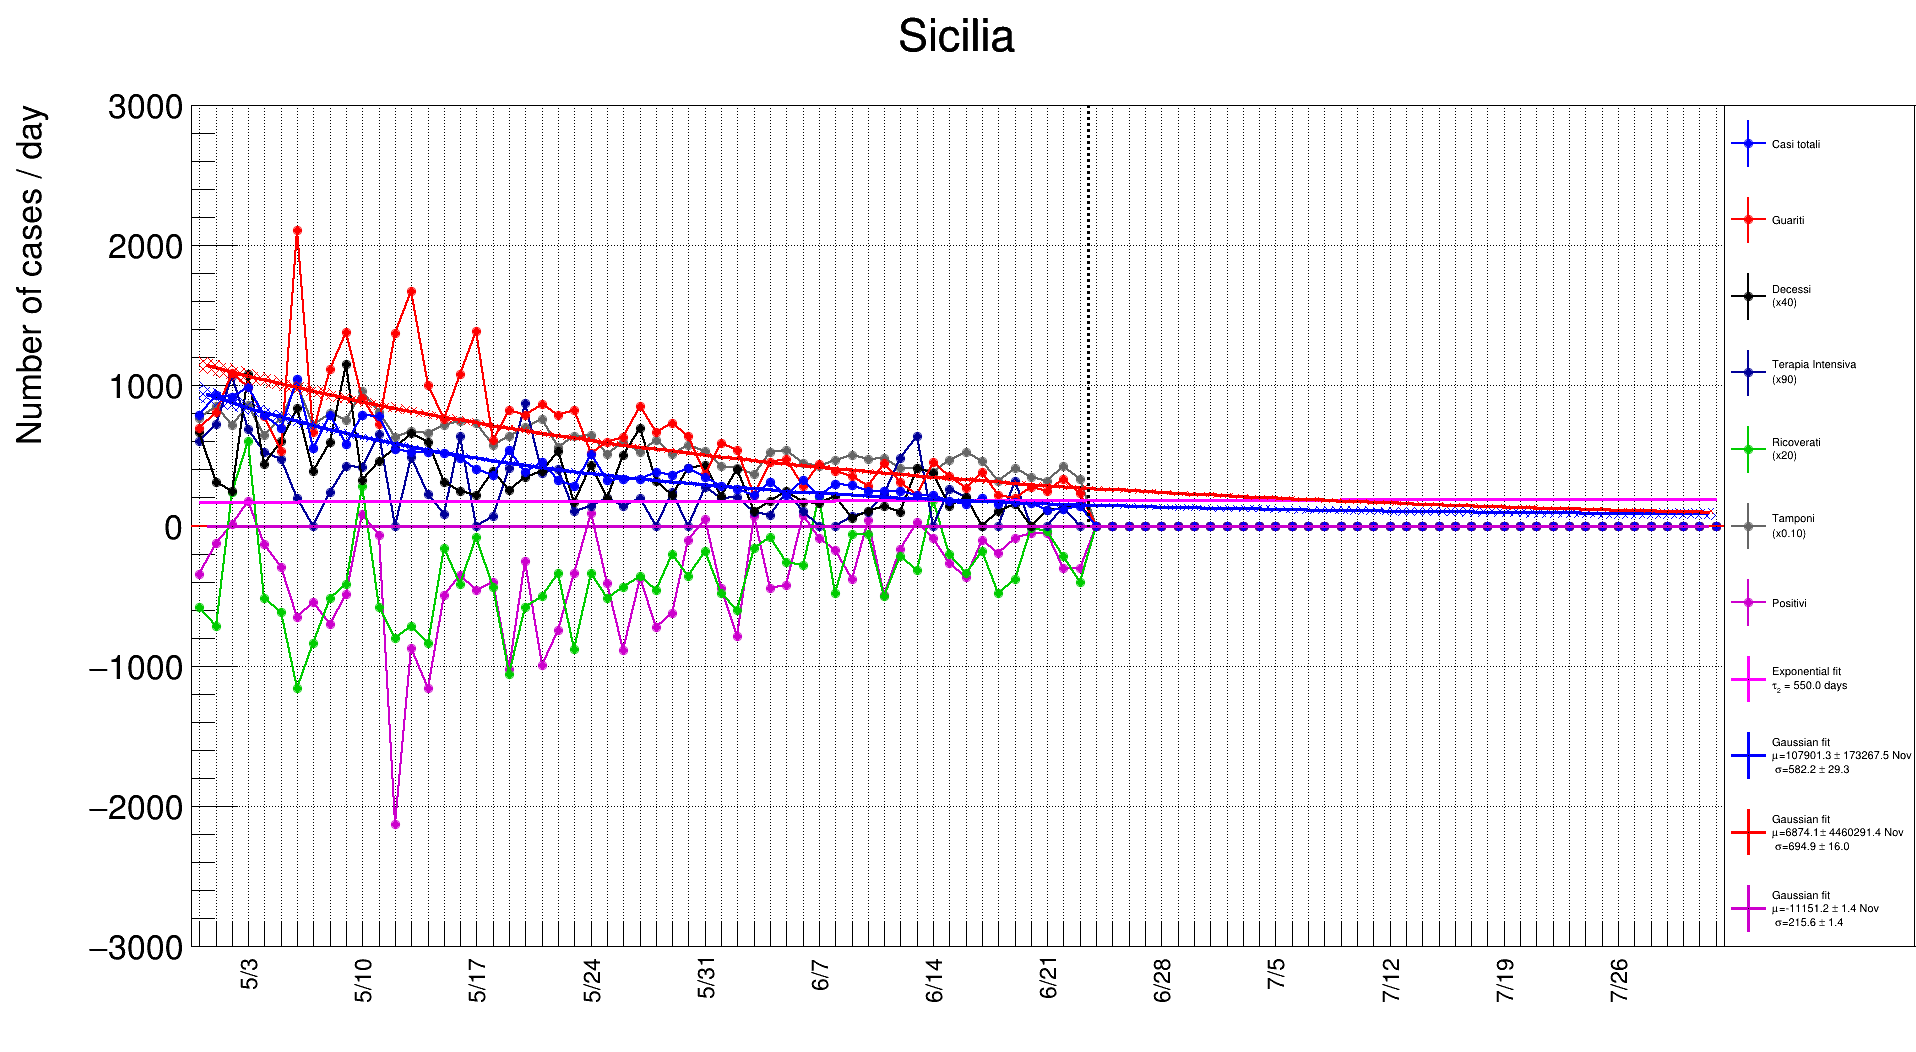 Sicilia
Number of cases / day
3000
2000
1000
0
−1000
−2000
−3000
5/3
5/10
5/17
5/24
5/31
6/7
6/14
6/21
6/28
7/5
7/12
7/19
7/26
Casi totali
Guariti
Decessi
(x40)
Terapia Intensiva
(x90)
Ricoverati
(x20)
Tamponi
(x0.10)
Positivi
Exponential fit
τ2 = 550.0 days
Gaussian fit
μ=107901.3 ± 173267.5 Nov
σ=582.2 ± 29.3
Gaussian fit
μ=6874.1 ± 4460291.4 Nov
σ=694.9 ± 16.0
Gaussian fit
μ=-11151.2 ± 1.4 Nov
σ=215.6 ± 1.4